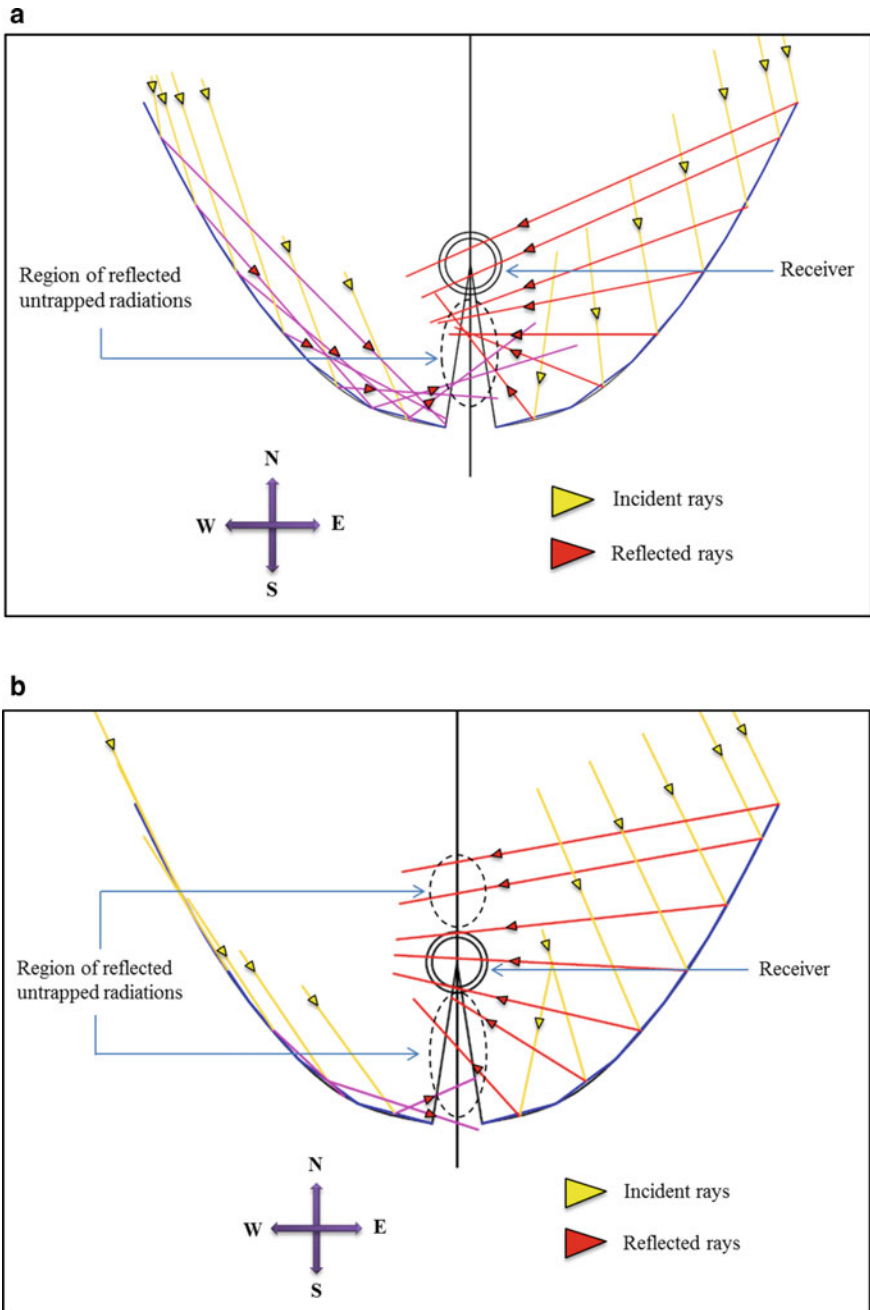 a
Region of reflected
untrapped radiations
Receiver
N
W
E
S
Incident rays
Reflected rays
b
Region of reflected
untrapped radiations
Receiver
N
W
E
S
Incident rays
Reflected rays